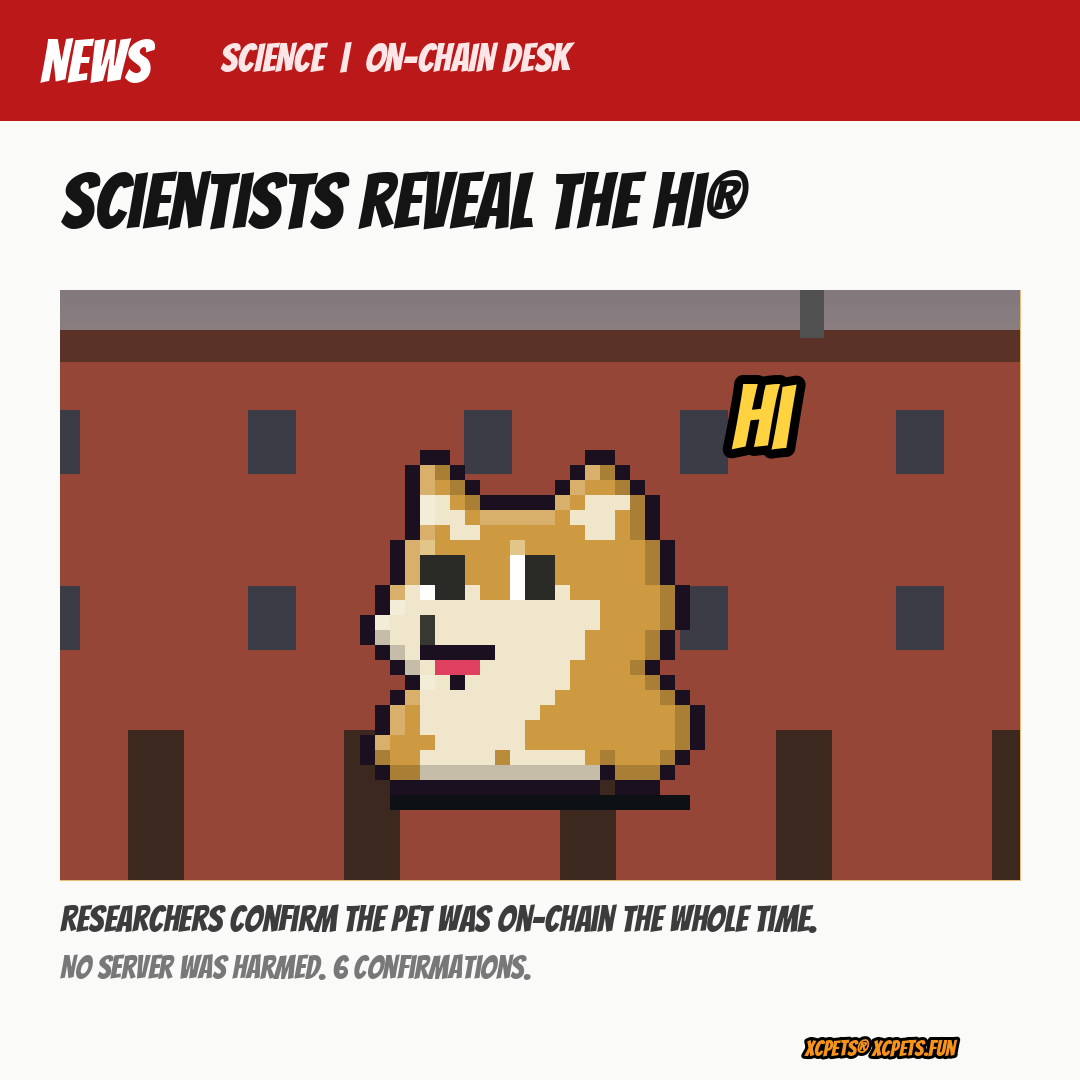 NEWS SCIENCE | ON-CHAIN DESK
SCIENTISTS REVEAL THE HI®
HI
RESEARCHERS CONFIRM THE PET WAS ON-CHAIN THE WHOLE TIME.
NO SERVER WAS HARMED. 6 CONFIRMATIONS.
XCPETS® XCPETS.FUN